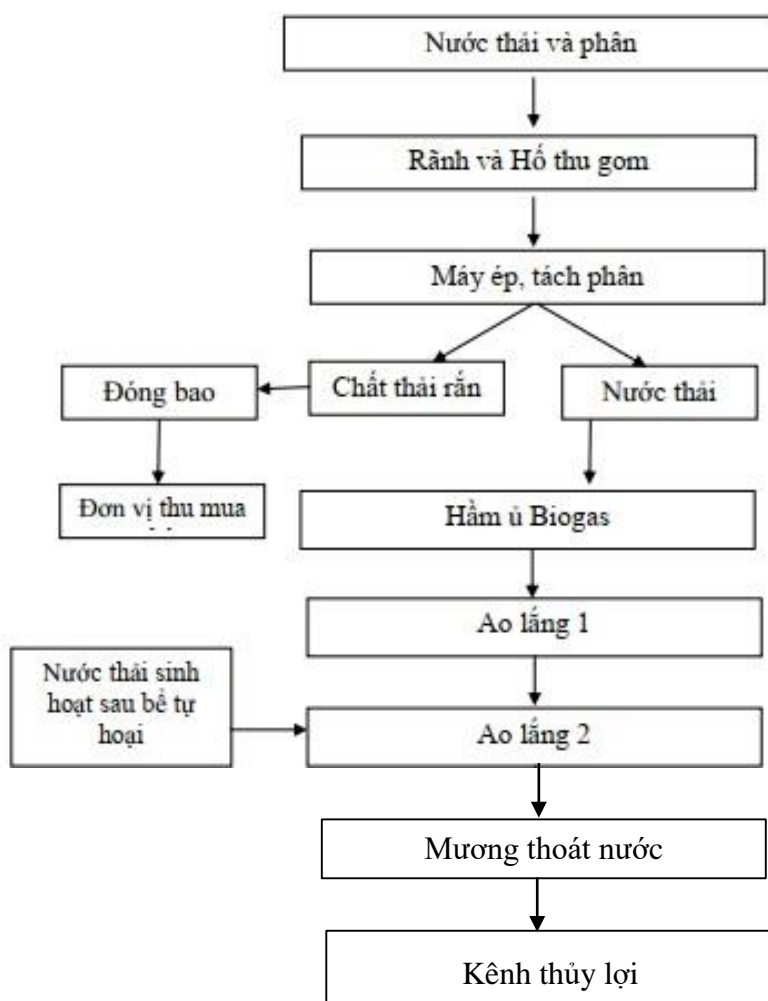 Nước thải và phân
Rãnh và Hố thu gom
Máy ép, tách phân
Đóng bao
Chất thải rắn
Nước thải
Đơn vị thu mua
Hầm ủ Biogas
Ao lắng 1
Nước thải sinh
hoạt sau bể tự
hoại
Ao lắng 2
Mương thoát nước
Kênh thủy lợi